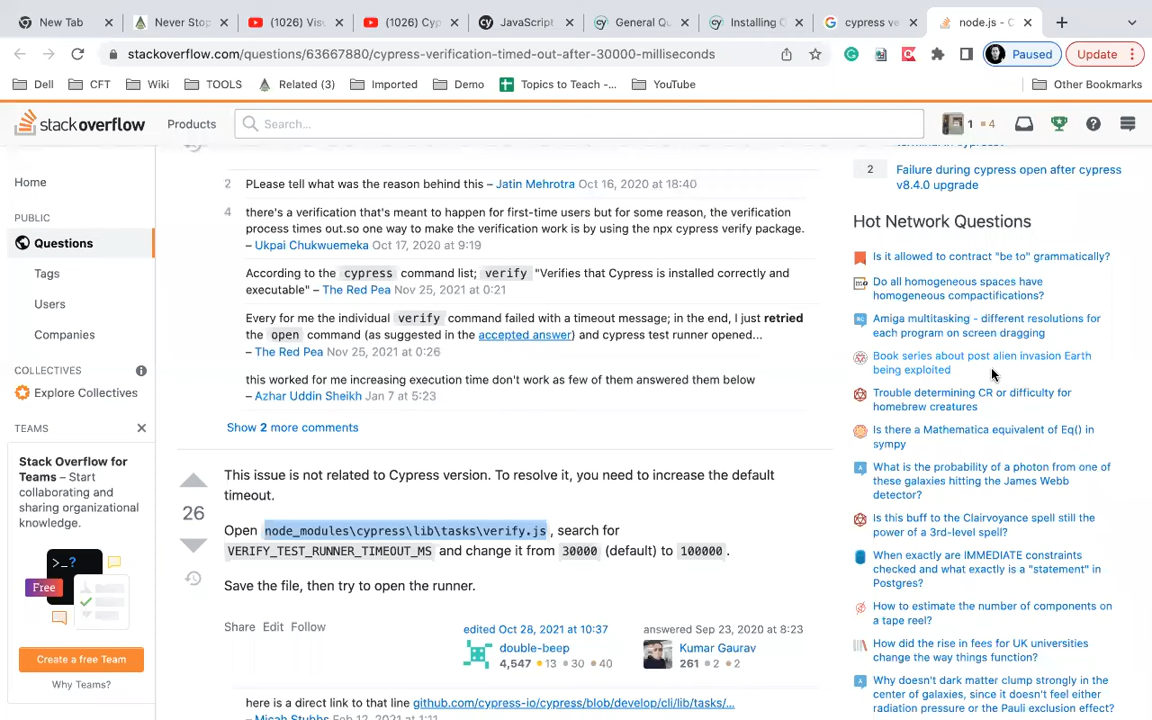 New Tab
Never Stop
(1026) Vis
(1026) Cyp
JavaScript
General Qu
Installing C
cypress ve
node.js - C
stackoverflow.com/questions/63667880/cypress-verification-timed-out-after-30000-milliseconds
Paused
Update
Dell
CFT
Wiki
TOOLS
Related (3)
Imported
Demo
Topics to Teach -...
YouTube
Other Bookmarks
stackoverflow
Products
Search...
1 4
Home
PUBLIC
Questions
Tags
Users
Companies
COLLECTIVES
Explore Collectives
TEAMS
Stack Overflow for
Teams – Start
collaborating and
sharing organizational
knowledge.
>_?
Free
Create a free Team
Why Teams?
2 PLease tell what was the reason behind this – Jatin Mehrotra Oct 16, 2020 at 18:40
4 there's a verification that's meant to happen for first-time users but for some reason, the verification
process times out.so one way to make the verification work is by using the npx cypress verify package.
– Ukpai Chukwuemeka Oct 17, 2020 at 9:19
According to the cypress command list; verify "Verifies that Cypress is installed correctly and
executable" – The Red Pea Nov 25, 2021 at 0:21
Every for me the individual verify command failed with a timeout message; in the end, I just retried
the open command (as suggested in the accepted answer) and cypress test runner opened...
– The Red Pea Nov 25, 2021 at 0:26
this worked for me increasing execution time don't work as few of them answered them below
– Azhar Uddin Sheikh Jan 7 at 5:23
Show 2 more comments
26
This issue is not related to Cypress version. To resolve it, you need to increase the default
timeout.
Open node_modules\cypress\lib\tasks\verify.js, search for
VERIFY_TEST_RUNNER_TIMEOUT_MS and change it from 30000 (default) to 100000.
Save the file, then try to open the runner.
Share Edit Follow
edited Oct 28, 2021 at 10:37
double-beep
4,547 13 30 40
answered Sep 23, 2020 at 8:23
Kumar Gaurav
261 2 2
here is a direct link to that line github.com/cypress-io/cypress/blob/develop/cli/lib/tasks/...
– Micah Stubbs Feb 12, 2021 at 1:11
terminal in cypress?
2 Failure during cypress open after cypress
v8.4.0 upgrade
Hot Network Questions
Is it allowed to contract "be to" grammatically?
Do all homogeneous spaces have
homogeneous compactifications?
Amiga multitasking - different resolutions for
each program on screen dragging
Book series about post alien invasion Earth
being exploited
Trouble determining CR or difficulty for
homebrew creatures
Is there a Mathematica equivalent of Eq() in
sympy
What is the probability of a photon from one of
these galaxies hitting the James Webb
detector?
Is this buff to the Clairvoyance spell still the
power of a 3rd-level spell?
When exactly are IMMEDIATE constraints
checked and what exactly is a "statement" in
Postgres?
How to estimate the number of components on
a tape reel?
How did the rise in fees for UK universities
change the way things function?
Why doesn't dark matter clump strongly in the
center of galaxies, since it doesn't feel either
radiation pressure or the Pauli exclusion effect?